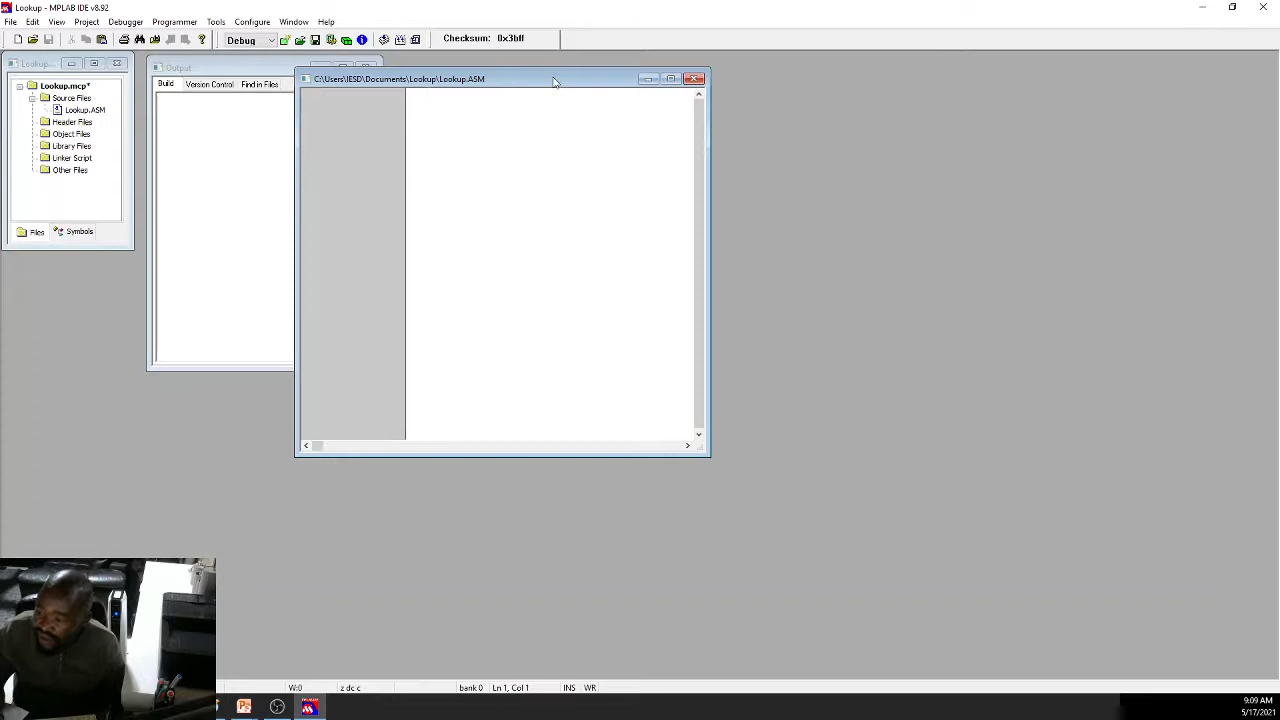 Lookup - MPLAB IDE v8.92
File Edit View Project Debugger Programmer Tools Configure Window Help
Debug
Checksum: 0x3bff
Lookup...
Lookup.mcp*
Source Files
Lookup.ASM
Header Files
Object Files
Library Files
Linker Script
Other Files
Files
Symbols
Output
Build Version Control Find in Files
C:\Users\IESD\Documents\Lookup\Lookup.ASM
W:0 z dc c bank 0 Ln 1, Col 1 INS WR
9:09 AM
5/17/2021